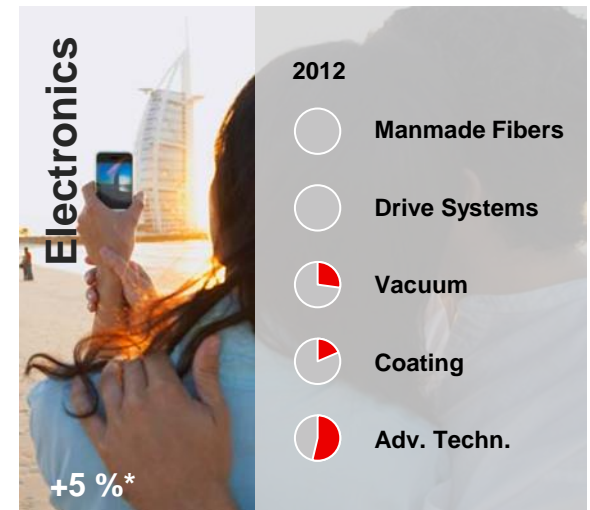 Electronics
+5 %*
2012
Manmade Fibers
Drive Systems
Vacuum
Coating
Adv. Techn.